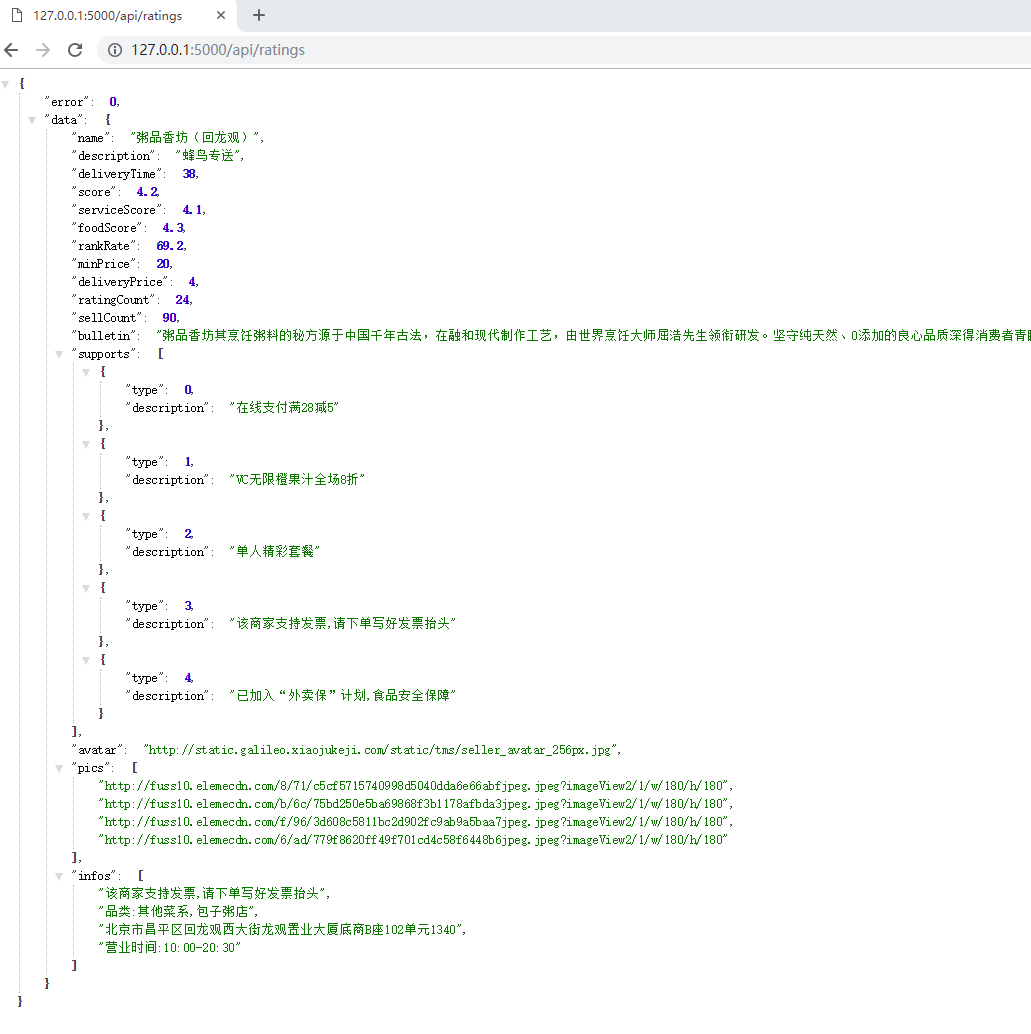 127.0.0.1:5000/api/ratings
127.0.0.1:5000/api/ratings
{
"error": 0,
"data": {
"name": "粥品香坊（回龙观）",
"description": "蜂鸟专送",
"deliveryTime": 38,
"score": 4.2,
"serviceScore": 4.1,
"foodScore": 4.3,
"rankRate": 69.2,
"minPrice": 20,
"deliveryPrice": 4,
"ratingCount": 24,
"sellCount": 90,
"bulletin": "粥品香坊其烹饪粥料的秘方源于中国千年古法，在融和现代制作工艺，由世界烹饪大师屈浩先生领衔研发。坚守纯天然、0添加的良心品质深得消费者青
"supports": [
{
"type": 0,
"description": "在线支付满28减5"
},
{
"type": 1,
"description": "VC无限橙果汁全场8折"
},
{
"type": 2,
"description": "单人精彩套餐"
},
{
"type": 3,
"description": "该商家支持发票,请下单写好发票抬头"
},
{
"type": 4,
"description": "已加入“外卖保”计划,食品安全保障"
}
],
"avatar": "http://static.galileo.xiaojukeji.com/static/tms/seller_avatar_256px.jpg",
"pics": [
"http://fuss10.elemecdn.com/8/71/c5cf5715740998d5040dda6e66abfjpeg.jpeg?imageView2/1/w/180/h/180",
"http://fuss10.elemecdn.com/b/6c/75bd250e5ba69868f3b1178afbda3jpeg.jpeg?imageView2/1/w/180/h/180",
"http://fuss10.elemecdn.com/f/96/3d608c5811bc2d902fc9ab9a5baa7jpeg.jpeg?imageView2/1/w/180/h/180",
"http://fuss10.elemecdn.com/6/ad/779f8620ff49f701cd4c58f6448b6jpeg.jpeg?imageView2/1/w/180/h/180"
],
"infos": [
"该商家支持发票,请下单写好发票抬头",
"品类:其他菜系,包子粥店",
"北京市昌平区回龙观西大街龙观置业大厦底商B座102单元1340",
"营业时间:10:00-20:30"
]
}
}